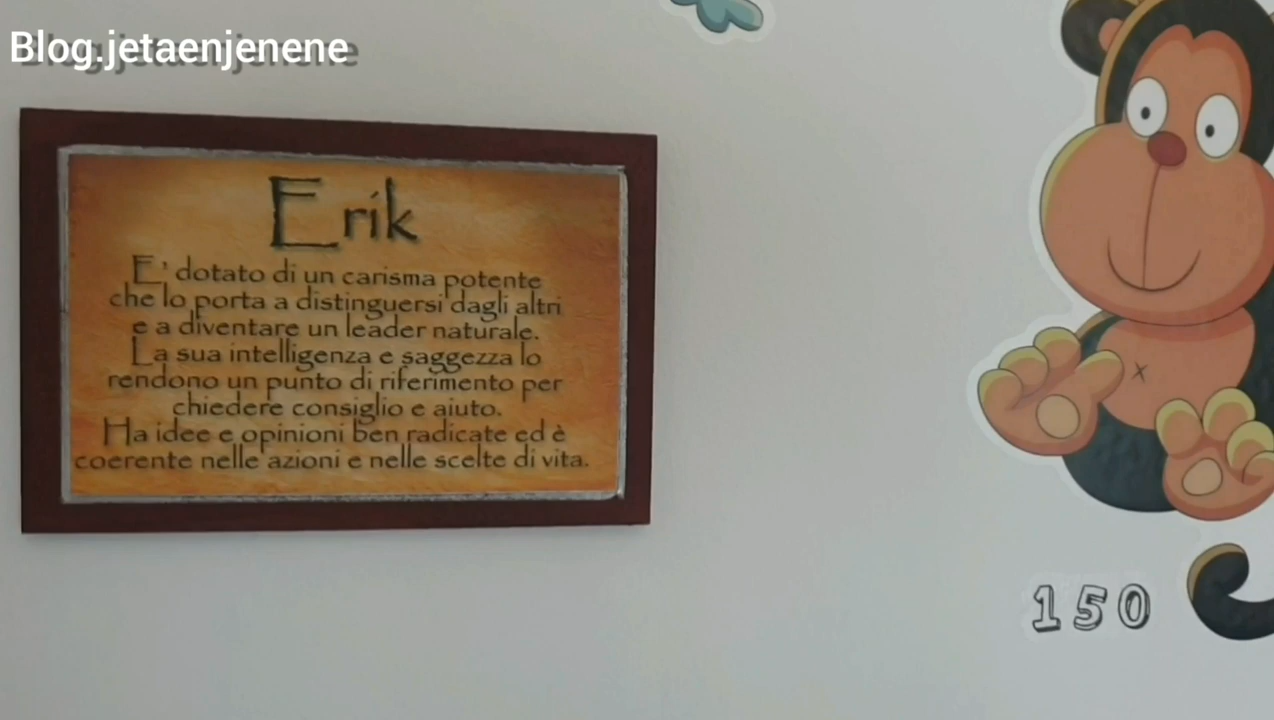 Blog.jetaenjenene
Erik
E' dotato di un carisma potente
che lo porta a distinguersi dagli altri
e a diventare un leader naturale.
La sua intelligenza e saggezza lo
rendono un punto di riferimento per
chiedere consiglio e aiuto.
Ha idee e opinioni ben radicate ed è
coerente nelle azioni e nelle scelte di vita.
150